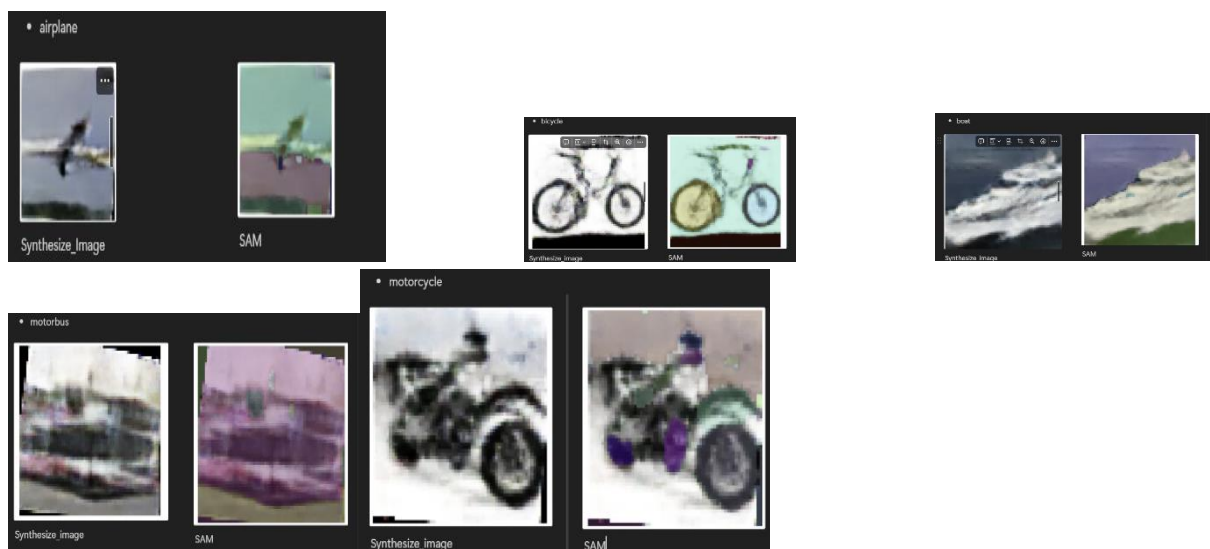 • airplane
Synthesize_Image
SAM
• bicycle
Synthesize_image
SAM
• boat
Synthesize_Image
SAM
• motorbus
Synthesize_image
SAM
• motorcycle
Synthesize_image
SAM